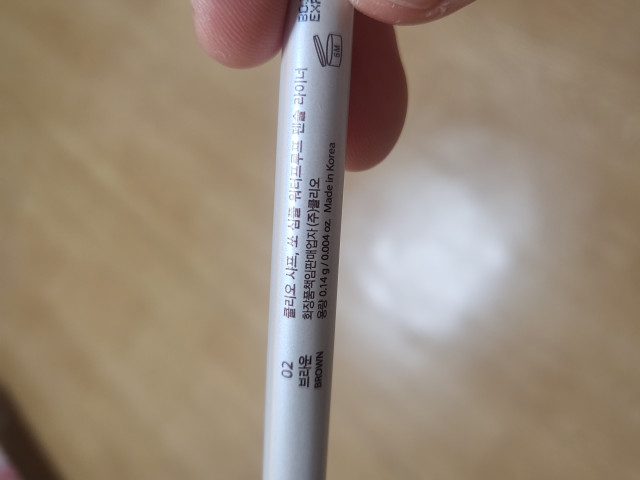 6M
클리오 샤프, 쏘 심플 워터프루프 펜슬 라이너
화장품책임판매업자 (주)클리오
용량 0.14 g / 0.004 oz. Made in Korea
02
브라운
BROWN